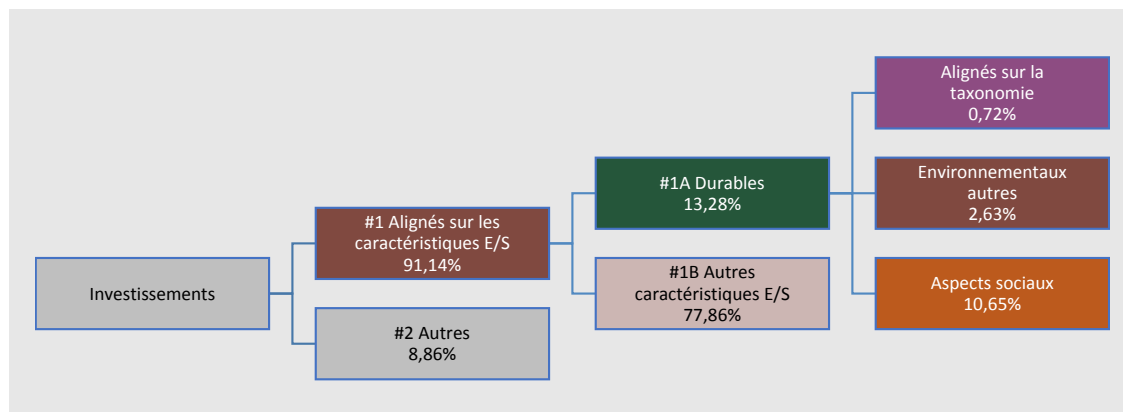 Investissements
#1 Alignés sur les
caractéristiques E/S
91,14%
#2 Autres
8,86%
#1A Durables
13,28%
#1B Autres
caractéristiques E/S
77,86%
Alignés sur la
taxonomie
0,72%
Environnementaux
autres
2,63%
Aspects sociaux
10,65%